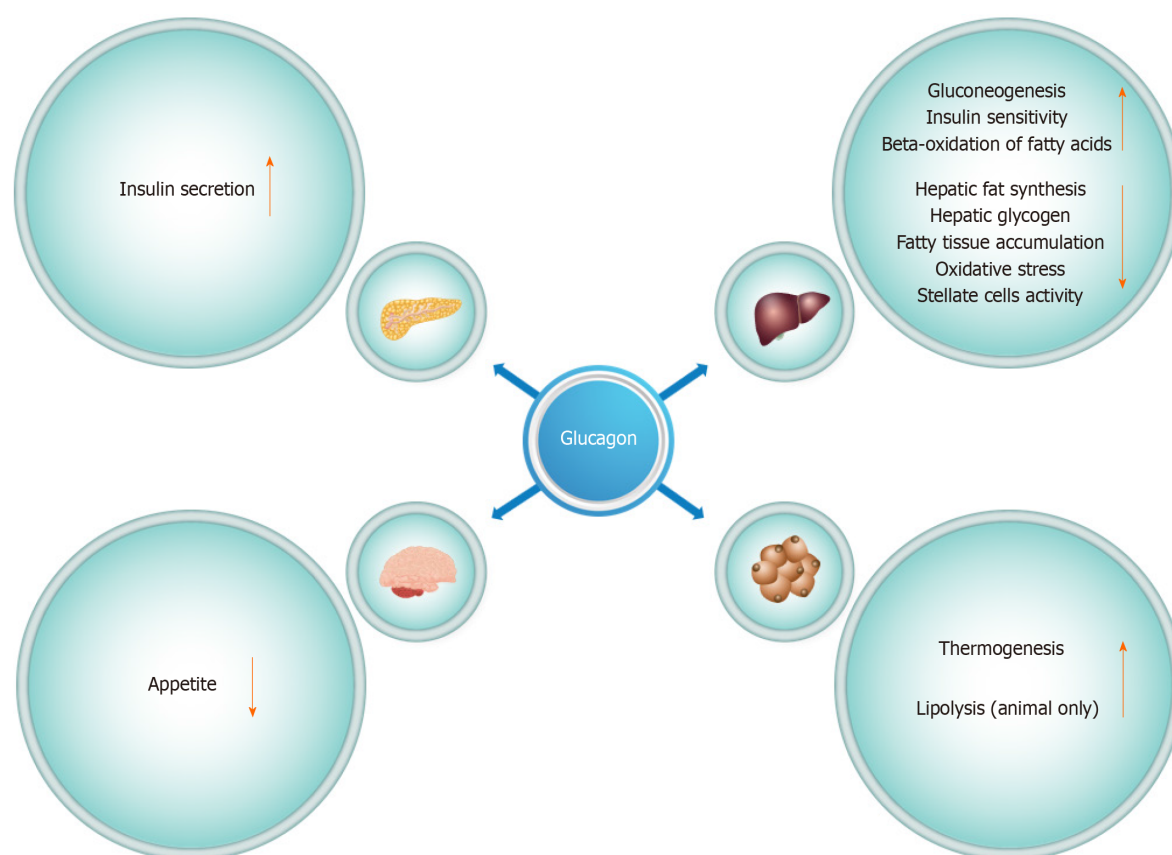 Insulin secretion
Gluconeogenesis
Insulin sensitivity
Beta-oxidation of fatty acids
Hepatic fat synthesis
Hepatic glycogen
Fatty tissue accumulation
Oxidative stress
Stellate cells activity
Glucagon
Appetite
Thermogenesis
Lipolysis (animal only)